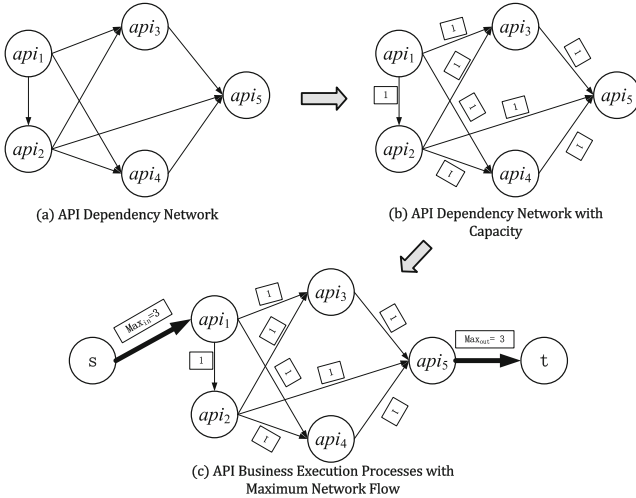 api1
api2
api3
api4
api5
(a) API Dependency Network
api1
api2
api3
api4
api5
1
1
1
1
1
1
1
1
(b) API Dependency Network with
Capacity
s
Maxin=3
api1
api2
api3
api4
api5
1
1
1
1
1
1
1
1
Maxout= 3
t
(c) API Business Execution Processes with
Maximum Network Flow